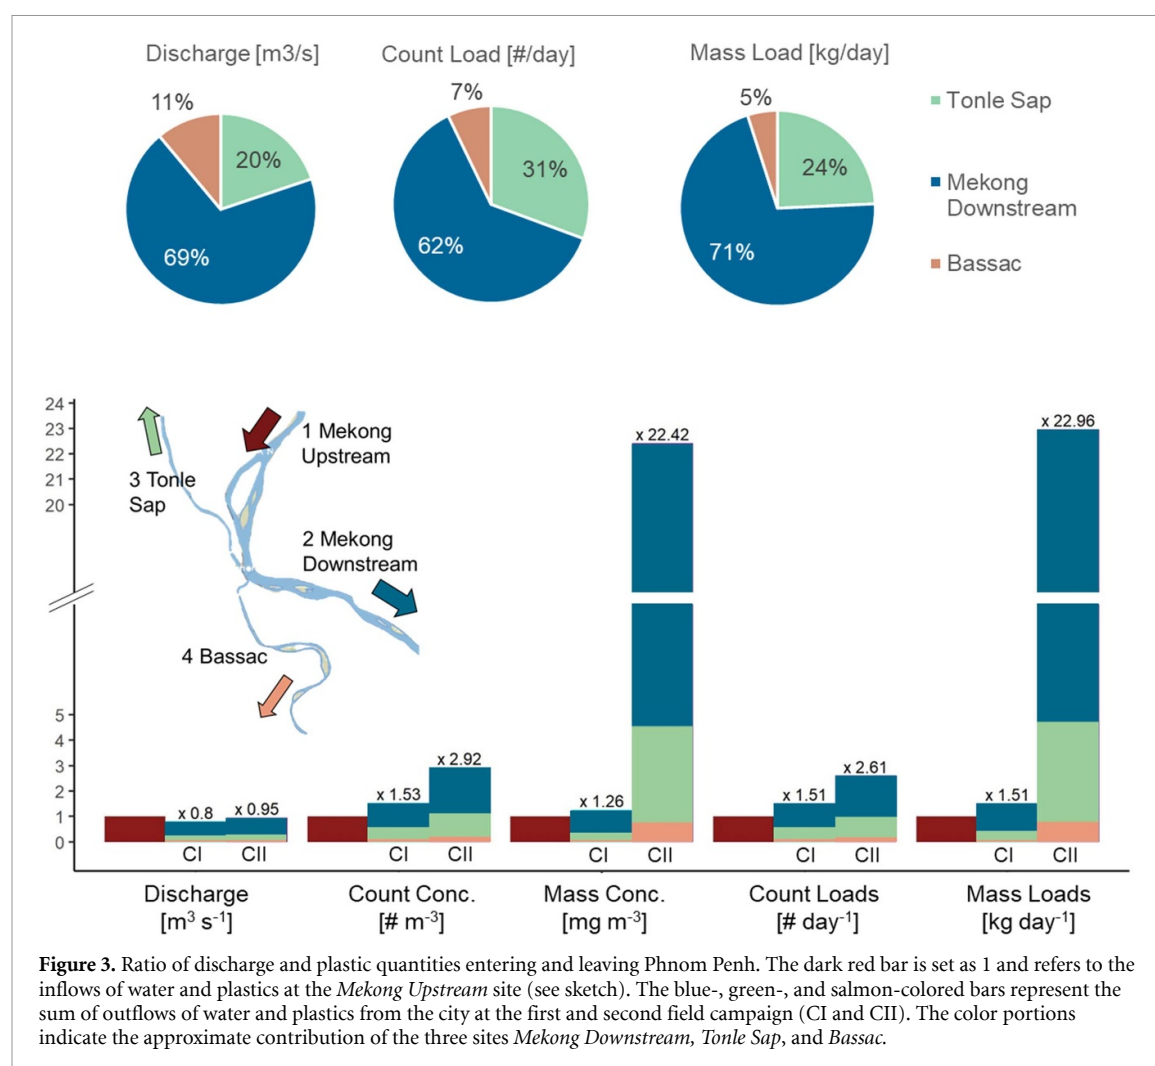 Discharge [m3/s]
Count Load [#/day]
Mass Load [kg/day]
11%
20%
69%
7%
31%
62%
5%
24%
71%
Tonle Sap
Mekong
Downstream
Bassac
24
23
22
21
20
5
4
3
2
1
0
1 Mekong
Upstream
3 Tonle
Sap
2 Mekong
Downstream
4 Bassac
x 0.8
x 0.95
x 1.53
x 2.92
x 1.26
x 22.42
x 1.51
x 2.61
x 1.51
x 22.96
CI
CII
CI
CII
CI
CII
CI
CII
CI
CII
Discharge
[m³ s⁻¹]
Count Conc.
[# m⁻³]
Mass Conc.
[mg m⁻³]
Count Loads
[# day⁻¹]
Mass Loads
[kg day⁻¹]
Figure 3. Ratio of discharge and plastic quantities entering and leaving Phnom Penh. The dark red bar is set as 1 and refers to the
inflows of water and plastics at the Mekong Upstream site (see sketch). The blue-, green-, and salmon-colored bars represent the
sum of outflows of water and plastics from the city at the first and second field campaign (CI and CII). The color portions
indicate the approximate contribution of the three sites Mekong Downstream, Tonle Sap, and Bassac.